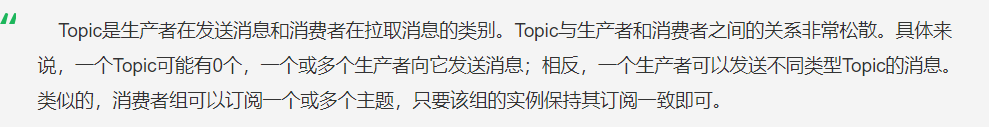 Topic是生产者在发送消息和消费者在拉取消息的类别。Topic与生产者和消费者之间的关系非常松散。具体来
说，一个Topic可能有0个，一个或多个生产者向它发送消息；相反，一个生产者可以发送不同类型Topic的消息。
类似的，消费者组可以订阅一个或多个主题，只要该组的实例保持其订阅一致即可。